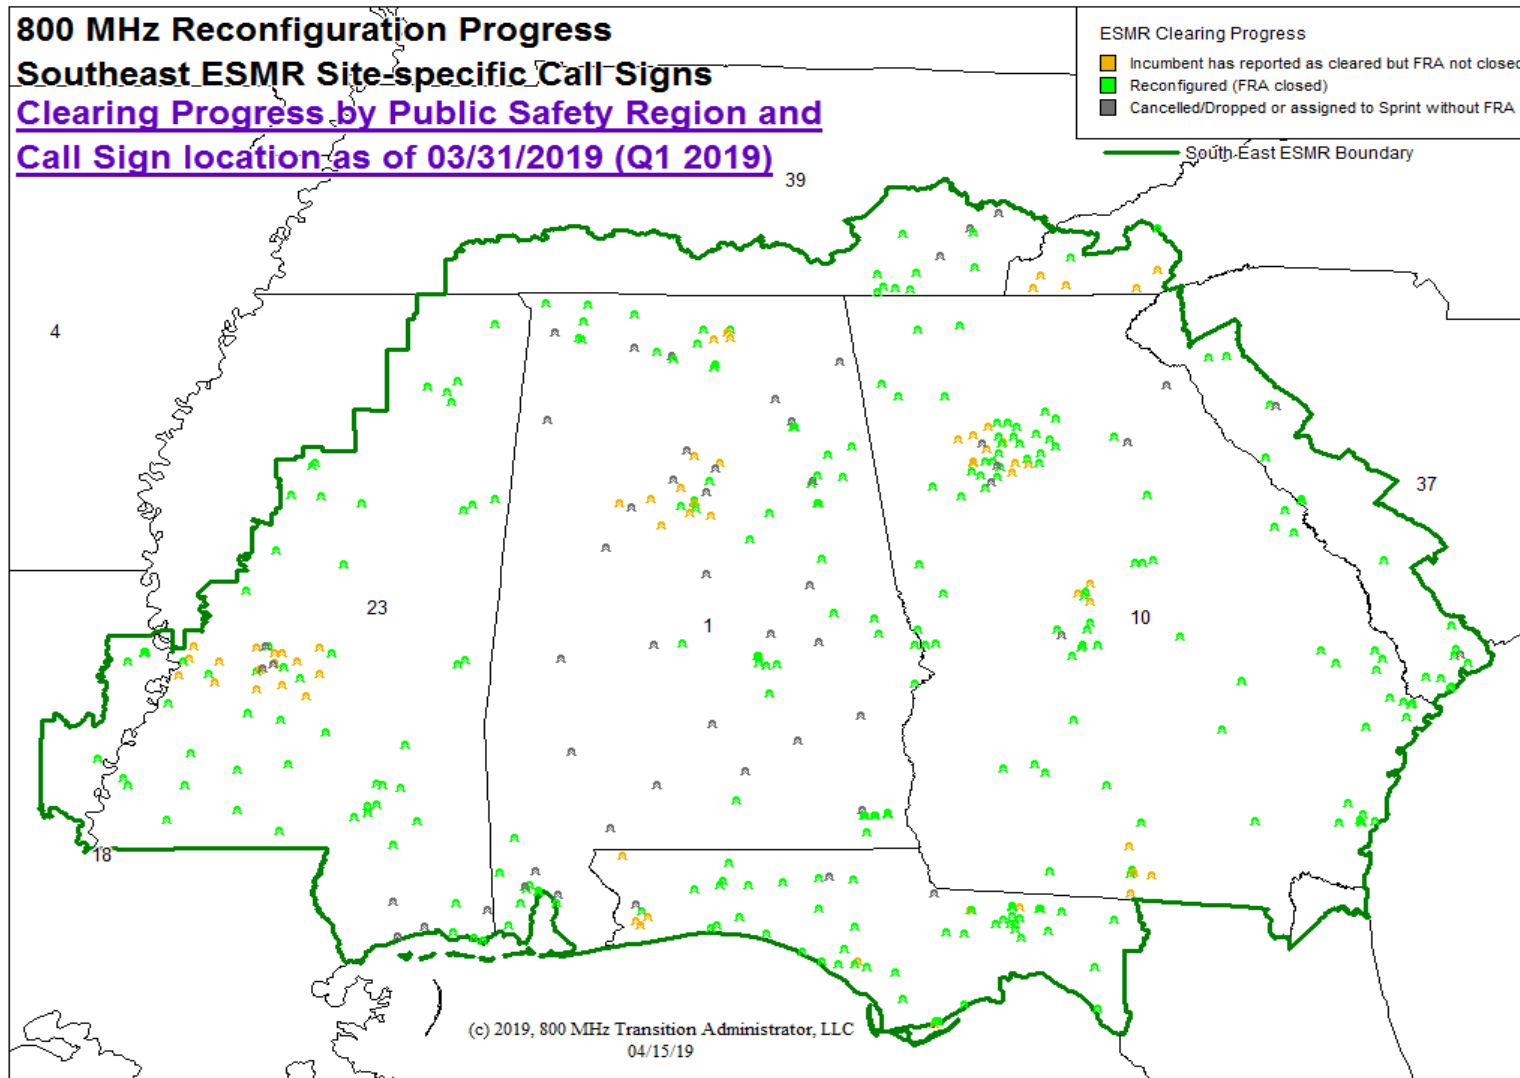 800 MHz Reconfiguration Progress
Southeast ESMR Site-specific Call Signs
Clearing Progress by Public Safety Region and
Call Sign location as of 03/31/2019 (Q1 2019)
ESMR Clearing Progress
Incumbent has reported as cleared but FRA not closed
Reconfigured (FRA closed)
Cancelled/Dropped or assigned to Sprint without FRA
South East ESMR Boundary
39
4
37
23
1
10
18
(c) 2019, 800 MHz Transition Administrator, LLC
04/15/19